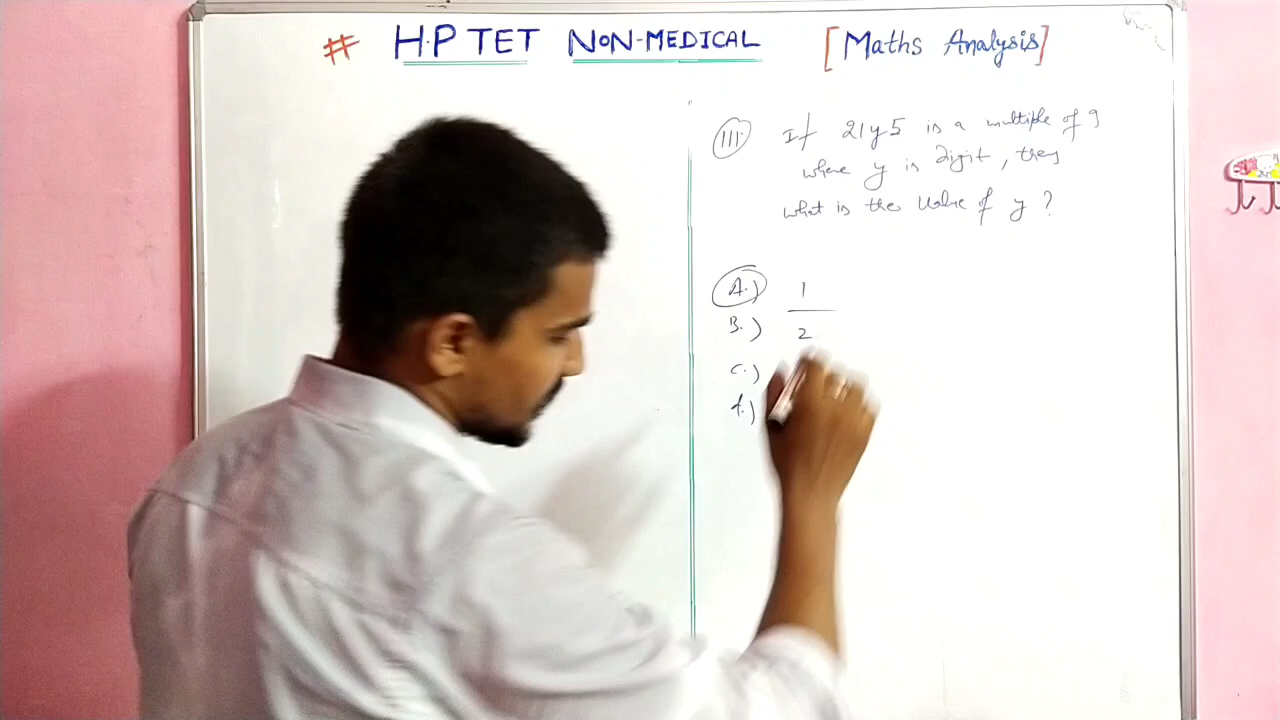 # H.P TET NON-MEDICAL [Maths Analysis]
III. If 21y5 is a multiple of 9
where y is digit, then
what is the value of y ?
A.) 1
B.) 2
C.)
d.)